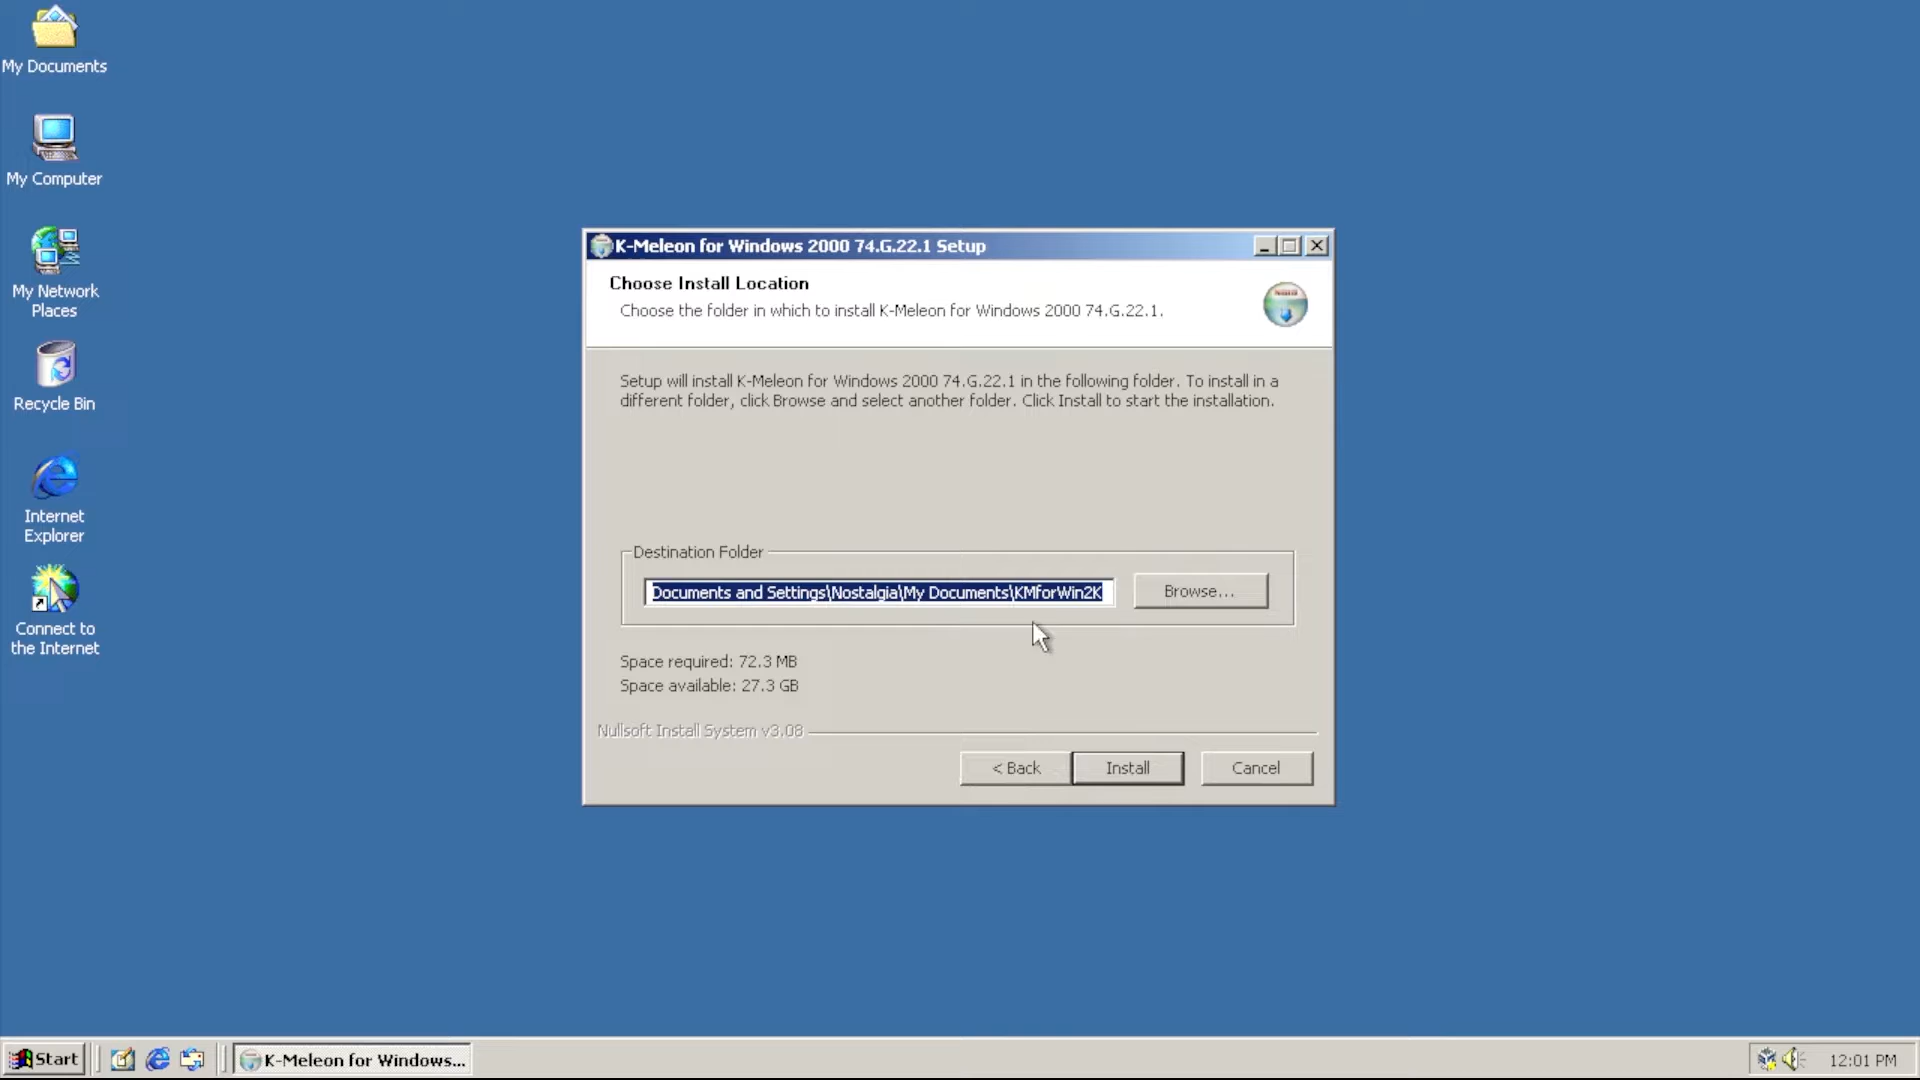 My Documents
My Computer
My Network
Places
Recycle Bin
Internet
Explorer
Connect to
the Internet
K-Meleon for Windows 2000 74.G.22.1 Setup
Choose Install Location
Choose the folder in which to install K-Meleon for Windows 2000 74.G.22.1.
Setup will install K-Meleon for Windows 2000 74.G.22.1 in the following folder. To install in a
different folder, click Browse and select another folder. Click Install to start the installation.
Destination Folder
Documents and Settings\Nostalgia\My Documents\KMforWin2K
Browse...
Space required: 72.3 MB
Space available: 27.3 GB
Nullsoft Install System v3.08
< Back
Install
Cancel
Start
K-Meleon for Windows...
12:01 PM